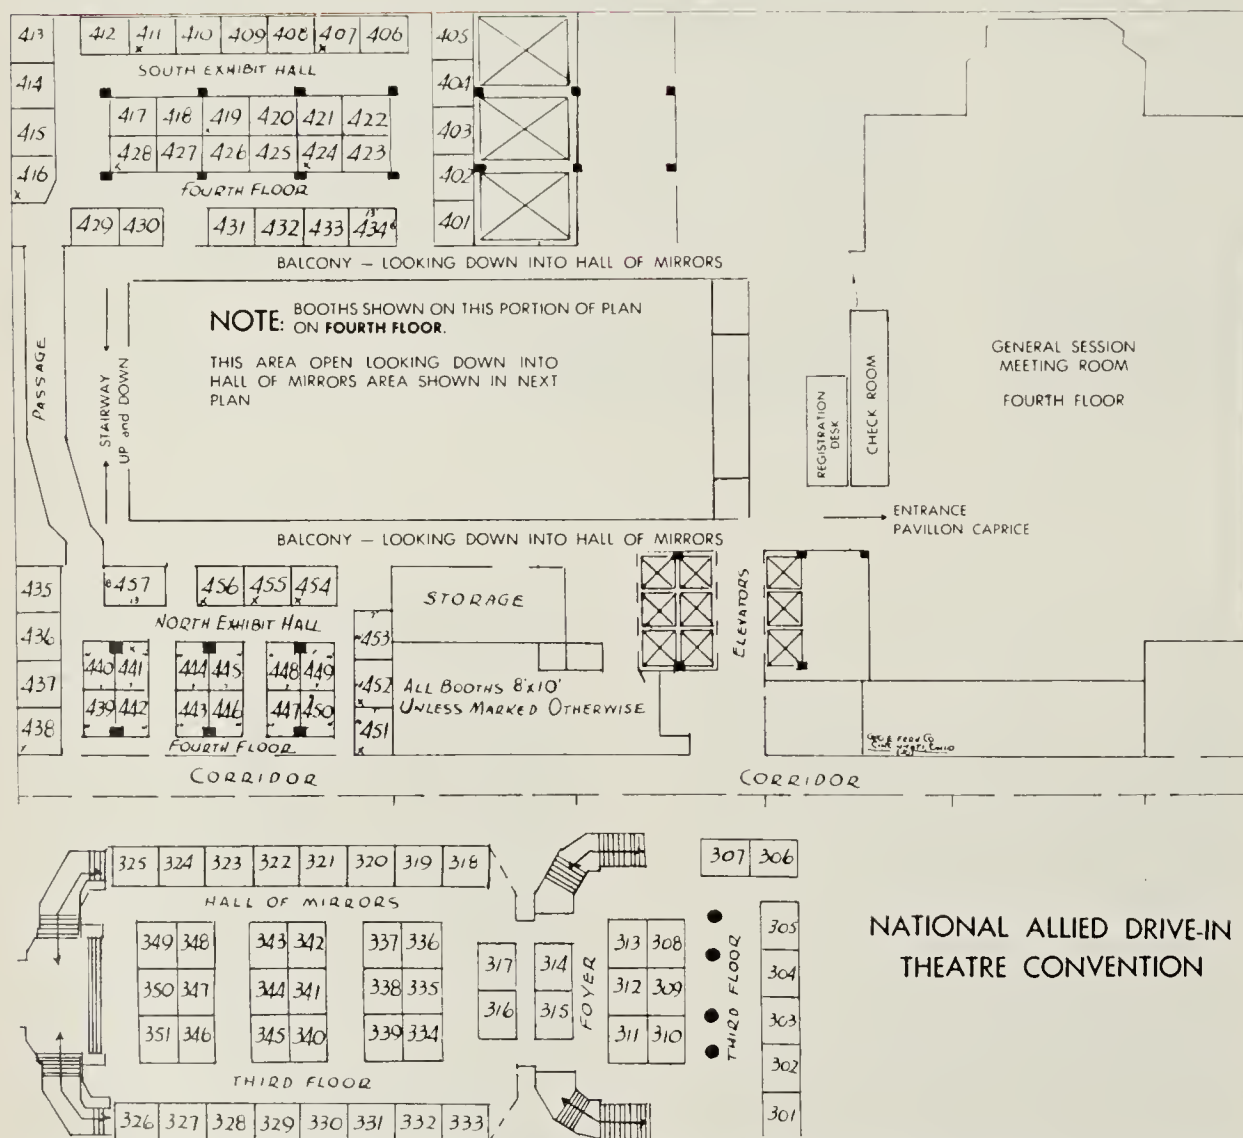 413 412 411 410 409 408 407 406 405
SOUTH EXHIBIT HALL
414 404
417 418 419 420 421 422
415 403
428 427 426 425 424 423
416 402
FOURTH FLOOR
429 430 431 432 433 434 401
13'
8
BALCONY – LOOKING DOWN INTO HALL OF MIRRORS
NOTE: BOOTHS SHOWN ON THIS PORTION OF PLAN
ON FOURTH FLOOR.
THIS AREA OPEN LOOKING DOWN INTO
HALL OF MIRRORS AREA SHOWN IN NEXT
PLAN
PASSAGE
STAIRWAY
UP and DOWN
REGISTRATION
DESK
CHECK ROOM
GENERAL SESSION
MEETING ROOM
FOURTH FLOOR
ENTRANCE
PAVILLON CAPRICE
BALCONY – LOOKING DOWN INTO HALL OF MIRRORS
435 457 456 455 454
8
13
STORAGE
ELEVATORS
NORTH EXHIBIT HALL
436 453
440 441 444 445 448 449
437 452
439 442 443 446 447 450
438 451
ALL BOOTHS 8'x10'
UNLESS MARKED OTHERWISE
FOURTH FLOOR
CORRIDOR CORRIDOR
325 324 323 322 321 320 319 318
307 306
HALL OF MIRRORS
349 348 343 342 337 336
350 347 344 341 338 335
351 346 345 340 339 334
317 314
316 315
FOYER
313 308
312 309
311 310
THIRD FLOOR
305
304
303
302
301
THIRD FLOOR
326 327 328 329 330 331 332 333
NATIONAL ALLIED DRIVE-IN
THEATRE CONVENTION